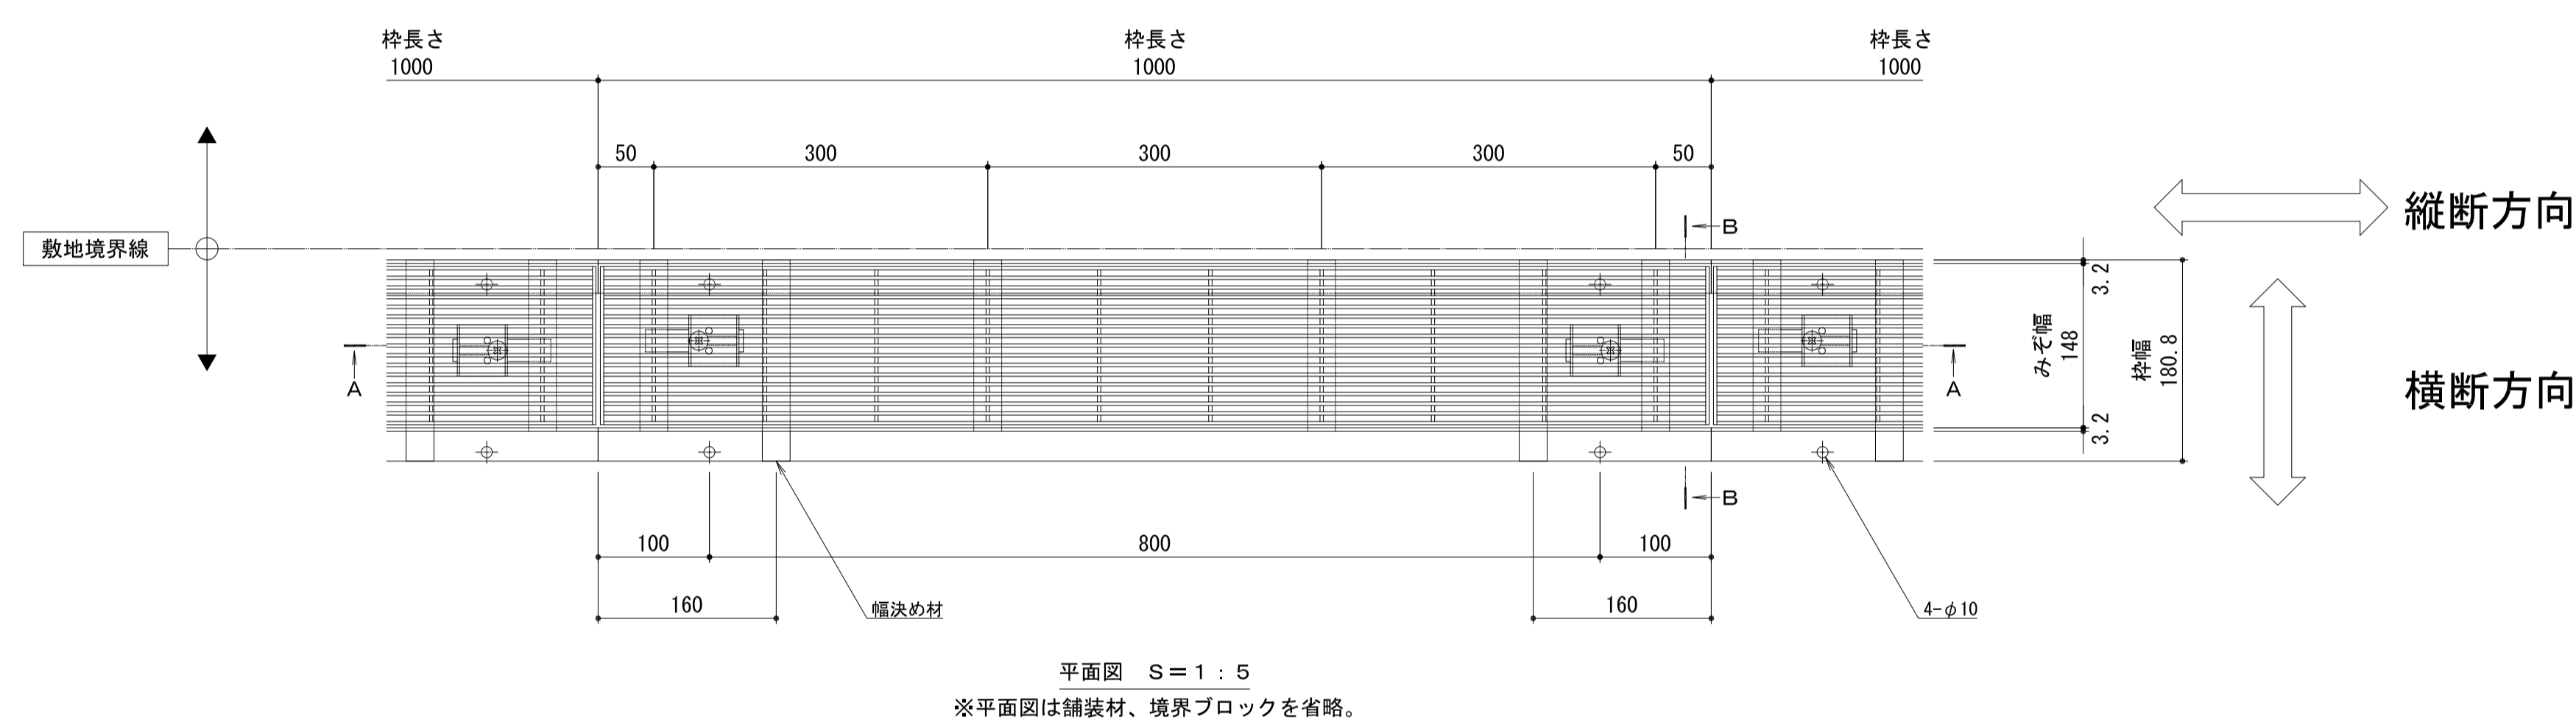 枠長さ
1000
枠長さ
1000
枠長さ
1000
50
300
300
300
50
縦断方向
B
敷地境界線
3.2
みぞ幅
148
枠幅
180.8
A
A
横断方向
3.2
B
100
800
100
160
幅決め材
160
4-φ10
平面図 S=1:5
※平面図は舗装材、境界ブロックを省略。